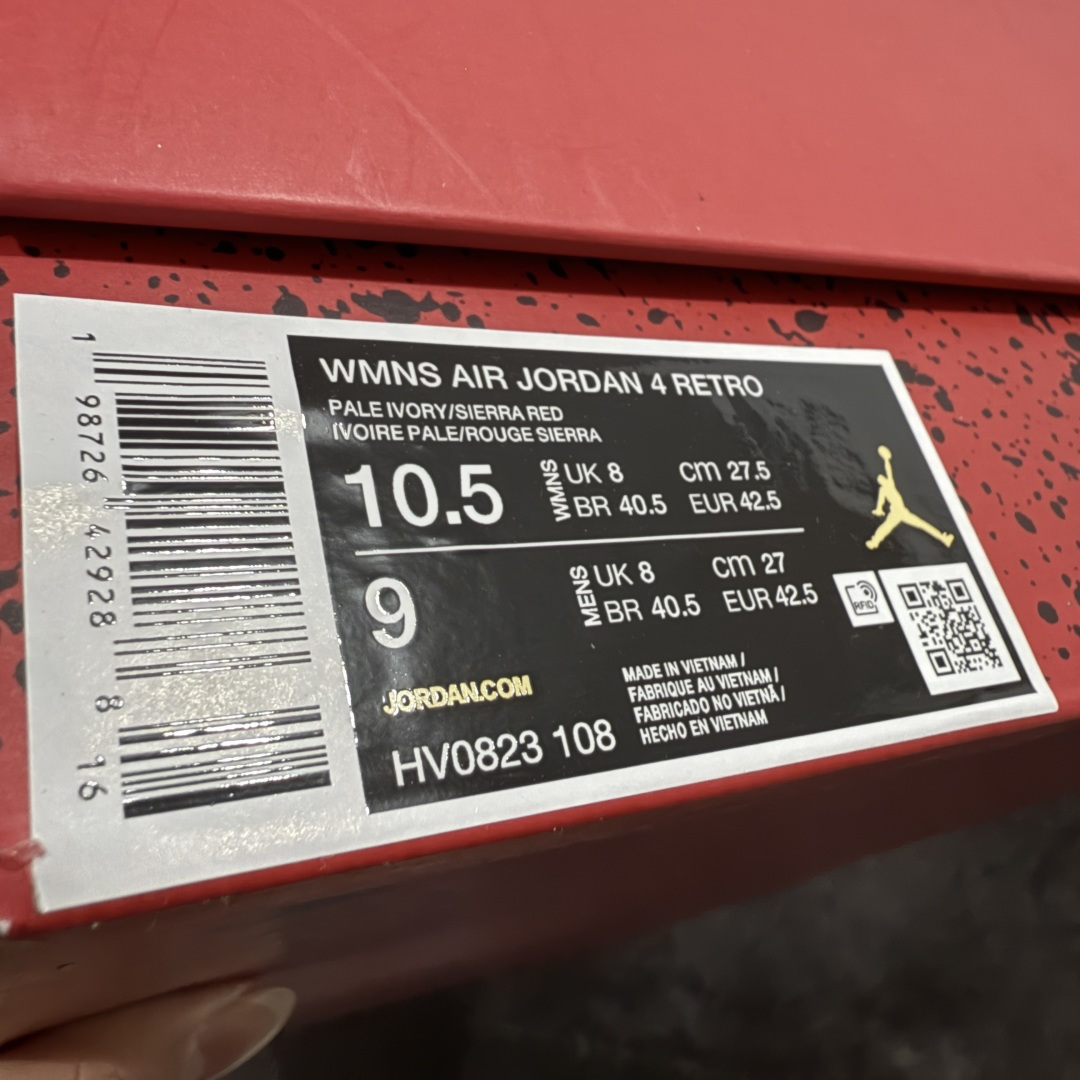 WMNS AIR JORDAN 4 RETRO
PALE IVORY/SIERRA RED
IVOIRE PALE/ROUGE SIERRA
10.5
WMNS
UK 8 cm 27.5
BR 40.5 EUR 42.5
9
MENS
UK 8 cm 27
BR 40.5 EUR 42.5
RFID
JORDAN.COM
HV0823 108
MADE IN VIETNAM /
FABRIQUE AU VIETNAM /
FABRICADO NO VIETNÃ /
HECHO EN VIETNAM
1 98726 42928 8 16